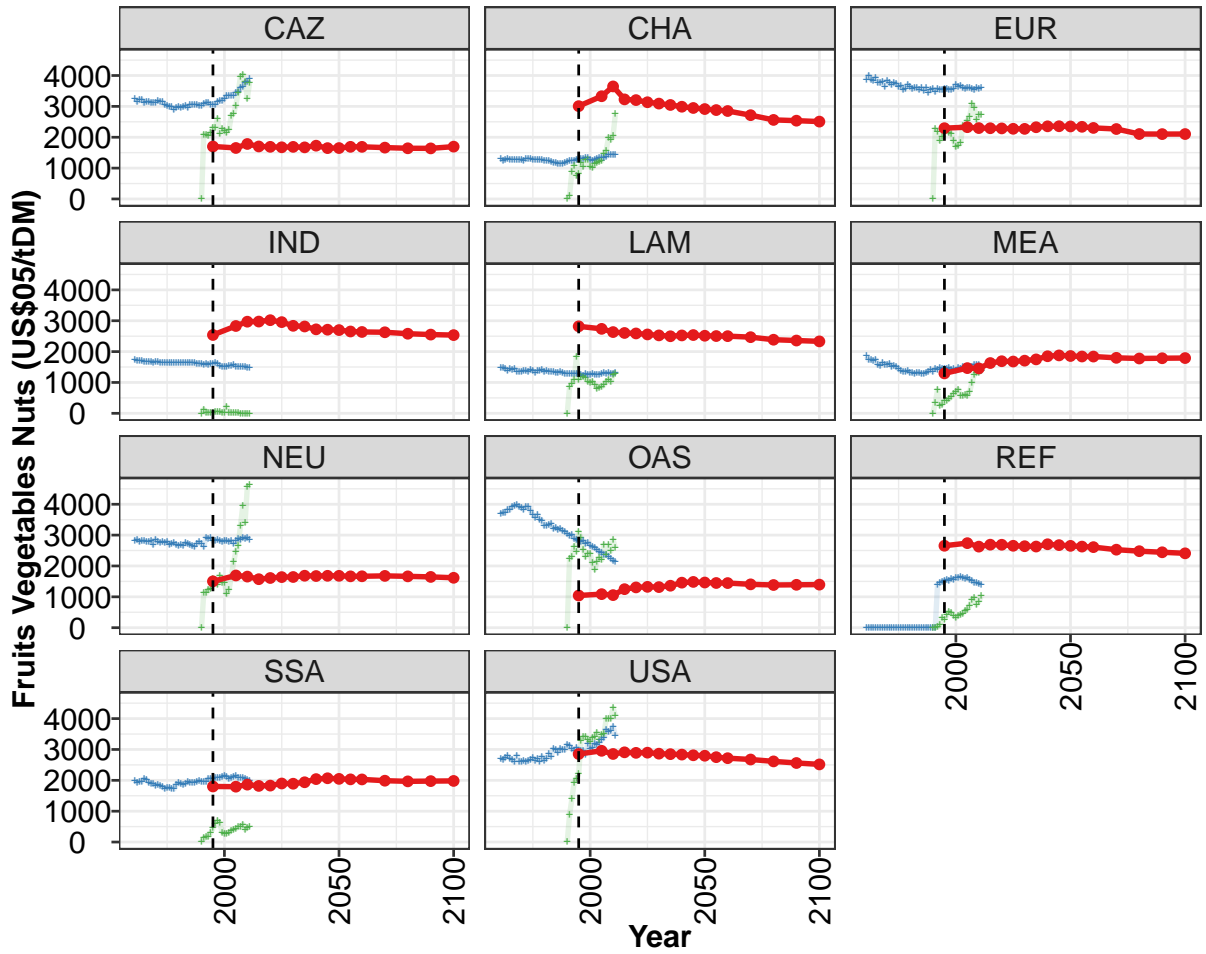 CAZ CHA EUR
4000
3000
2000
1000
0
IND LAM MEA
4000
3000
2000
1000
0
NEU OAS REF
4000
3000
2000
1000
0
2000 2050 2100
SSA USA
4000
3000
2000
1000
0
2000 2050 2100 2000 2050 2100
Year
Fruits Vegetables Nuts (US$05/tDM)